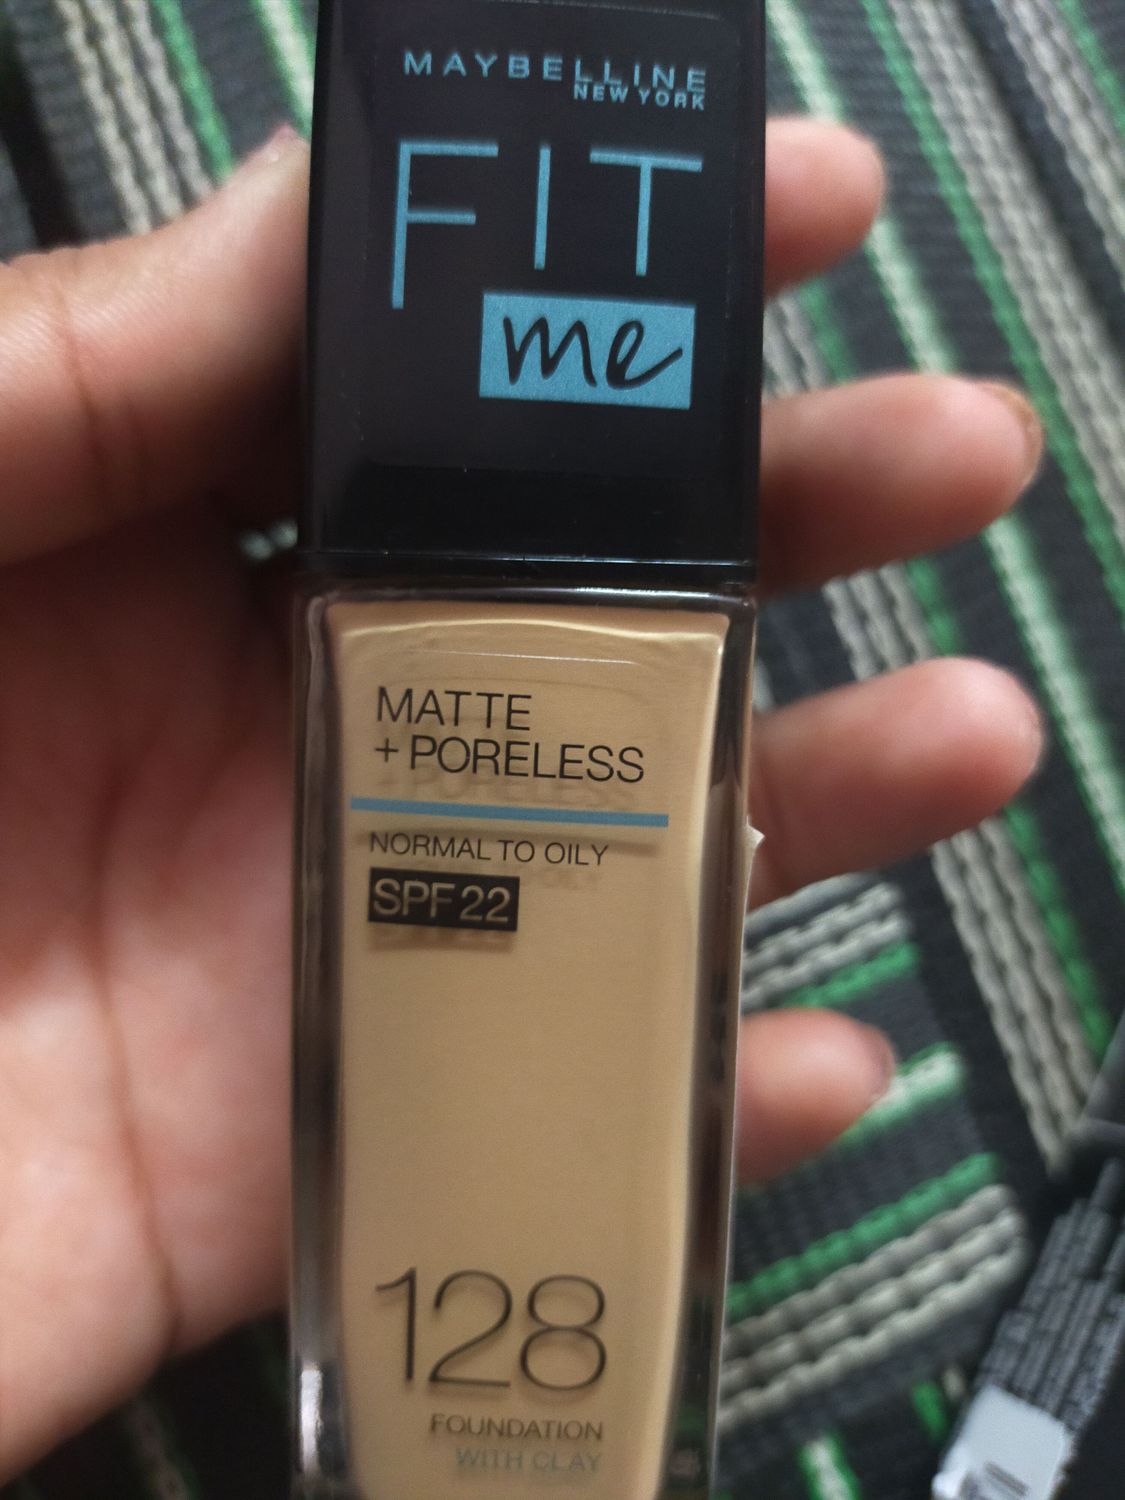 MAYBELLINE
NEW YORK
FIT
me
MATTE
+ PORELESS
NORMAL TO OILY
SPF 22
128
FOUNDATION
WITH CLAY